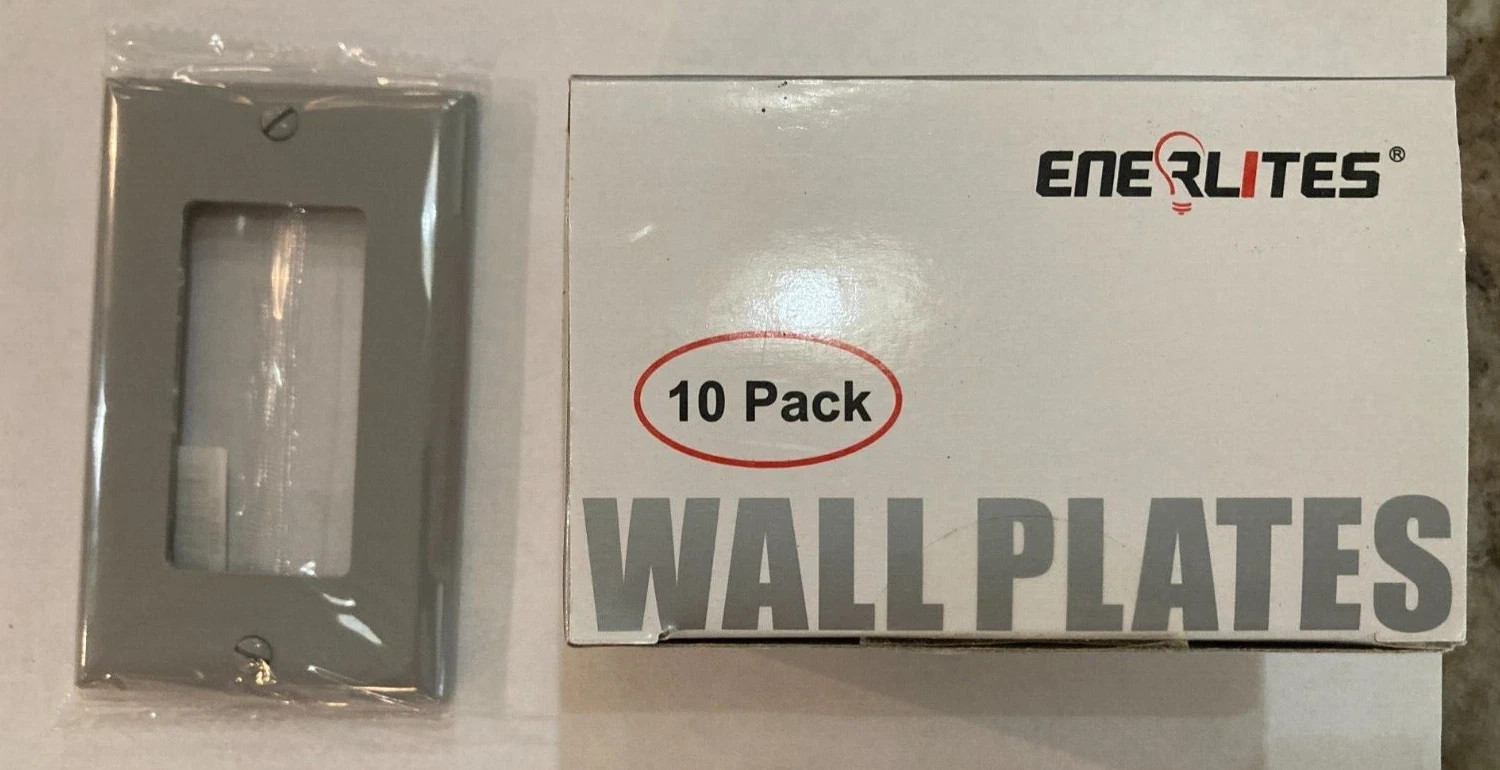 ENERLITES®
10 Pack
WALL PLATES